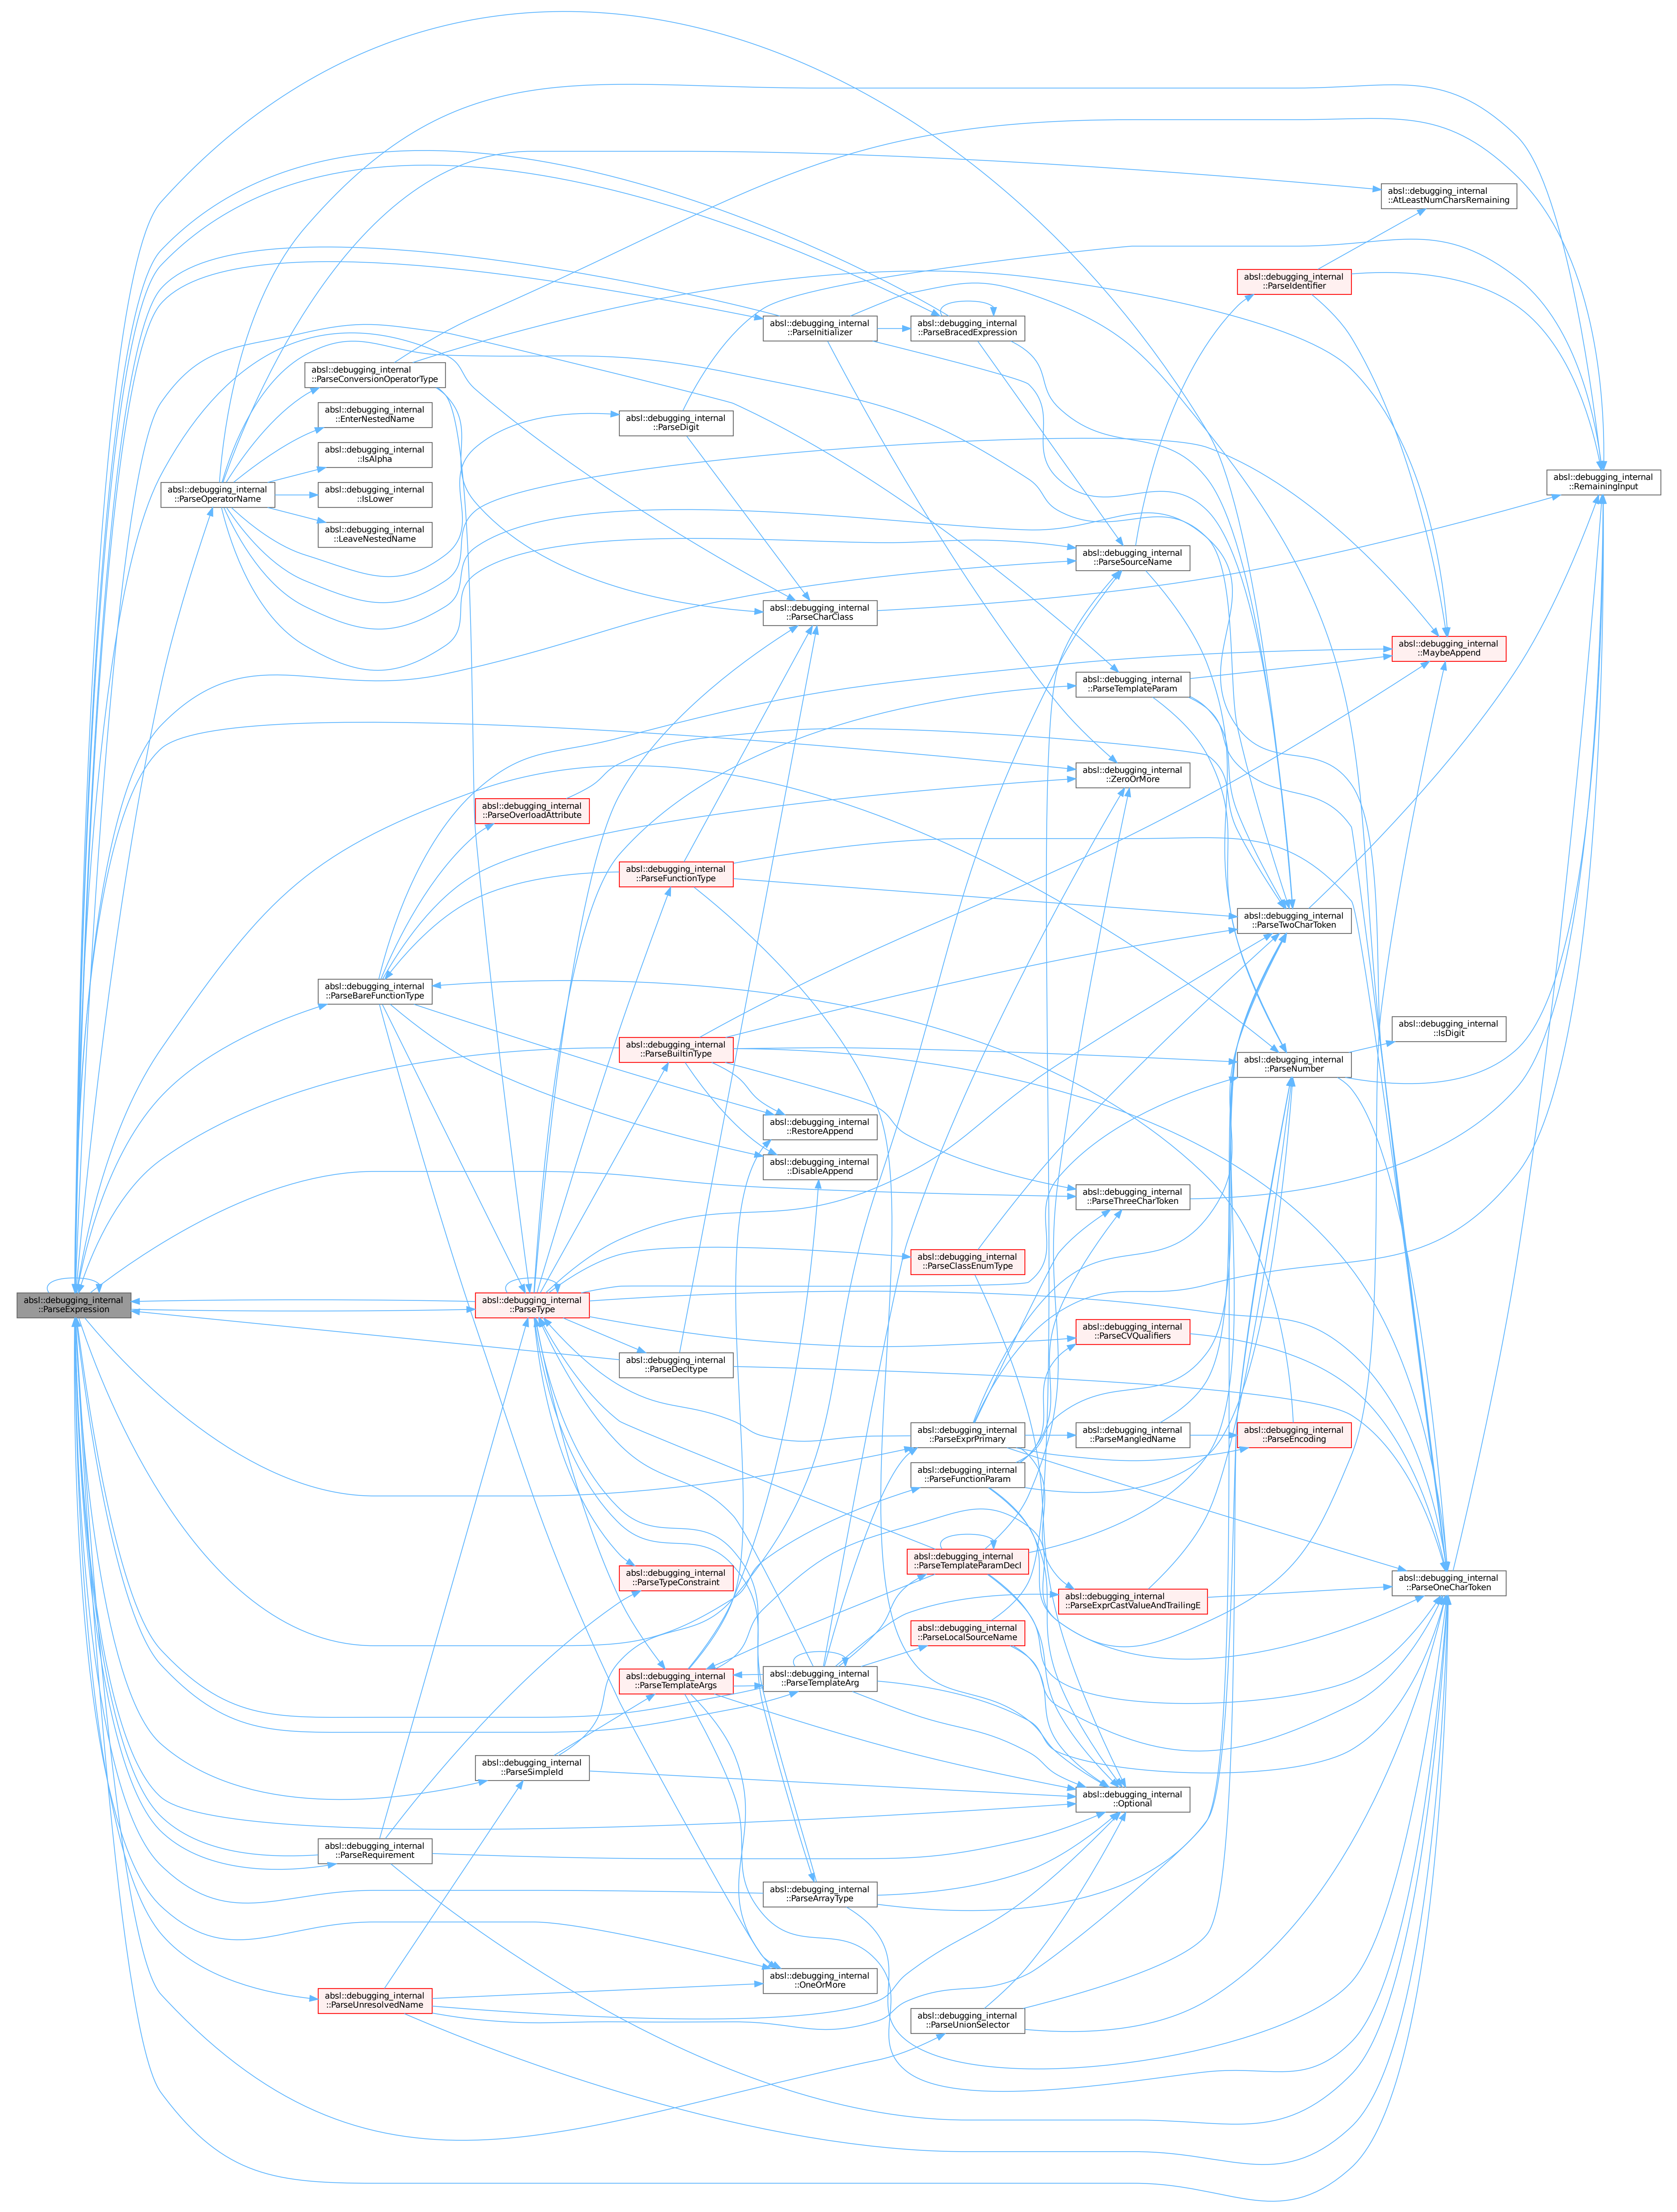 absl::debugging_internal
::AtLeastNumCharsRemaining
absl::debugging_internal
::ParseIdentifier
absl::debugging_internal
::ParseInitializer
absl::debugging_internal
::ParseBracedExpression
absl::debugging_internal
::ParseConversionOperatorType
absl::debugging_internal
::EnterNestedName
absl::debugging_internal
::ParseDigit
absl::debugging_internal
::IsAlpha
absl::debugging_internal
::ParseOperatorName
absl::debugging_internal
::IsLower
absl::debugging_internal
::RemainingInput
absl::debugging_internal
::LeaveNestedName
absl::debugging_internal
::ParseSourceName
absl::debugging_internal
::ParseCharClass
absl::debugging_internal
::MaybeAppend
absl::debugging_internal
::ParseTemplateParam
absl::debugging_internal
::ZeroOrMore
absl::debugging_internal
::ParseOverloadAttribute
absl::debugging_internal
::ParseFunctionType
absl::debugging_internal
::ParseTwoCharToken
absl::debugging_internal
::ParseBareFunctionType
absl::debugging_internal
::IsDigit
absl::debugging_internal
::ParseBuiltinType
absl::debugging_internal
::ParseNumber
absl::debugging_internal
::RestoreAppend
absl::debugging_internal
::DisableAppend
absl::debugging_internal
::ParseThreeCharToken
absl::debugging_internal
::ParseClassEnumType
absl::debugging_internal
::ParseExpression
absl::debugging_internal
::ParseType
absl::debugging_internal
::ParseCVQualifiers
absl::debugging_internal
::ParseDecltype
absl::debugging_internal
::ParseExprPrimary
absl::debugging_internal
::ParseMangledName
absl::debugging_internal
::ParseEncoding
absl::debugging_internal
::ParseFunctionParam
absl::debugging_internal
::ParseTemplateParamDecl
absl::debugging_internal
::ParseTypeConstraint
absl::debugging_internal
::ParseOneCharToken
absl::debugging_internal
::ParseExprCastValueAndTrailingE
absl::debugging_internal
::ParseLocalSourceName
absl::debugging_internal
::ParseTemplateArgs
absl::debugging_internal
::ParseTemplateArg
absl::debugging_internal
::ParseSimpleId
absl::debugging_internal
::Optional
absl::debugging_internal
::ParseRequirement
absl::debugging_internal
::ParseArrayType
absl::debugging_internal
::OneOrMore
absl::debugging_internal
::ParseUnresolvedName
absl::debugging_internal
::ParseUnionSelector